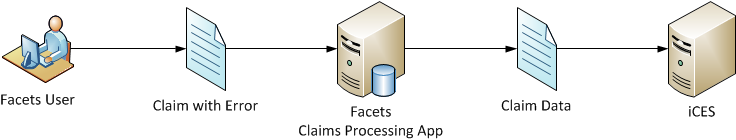 Facets User
Claim with Error
Facets
Claims Processing App
Claim Data
iCES